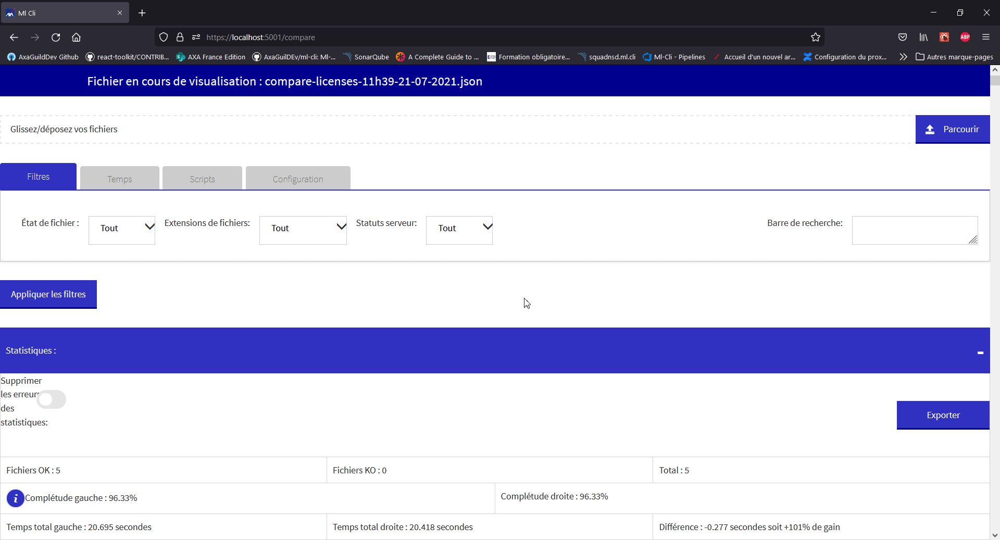 Ml Cli
https://localhost:5001/compare
AxaGuildDev Github
react-toolkit/CONTRIB...
AXA France Edition
AxaGuilDEv/ml-cli: Ml-...
SonarQube
A Complete Guide to ...
EFD
Formation obligatoire...
squadnsd.ml.cli
Ml-Cli - Pipelines
Accueil d'un nouvel ar...
Configuration du prox...
Autres marque-pages
ABP
Fichier en cours de visualisation : compare-licenses-11h39-21-07-2021.json
Glissez/déposez vos fichiers
Parcourir
Filtres
Temps
Scripts
Configuration
État de fichier :
Tout
Extensions de fichiers:
Tout
Statuts serveur:
Tout
Barre de recherche:
Appliquer les filtres
Statistiques :
-
Supprimer
les erreurs
des
statistiques:
Exporter
Fichiers OK : 5
Fichiers KO : 0
Total : 5
i
Complétude gauche : 96.33%
Complétude droite : 96.33%
Temps total gauche : 20.695 secondes
Temps total droite : 20.418 secondes
Différence : -0.277 secondes soit +101% de gain